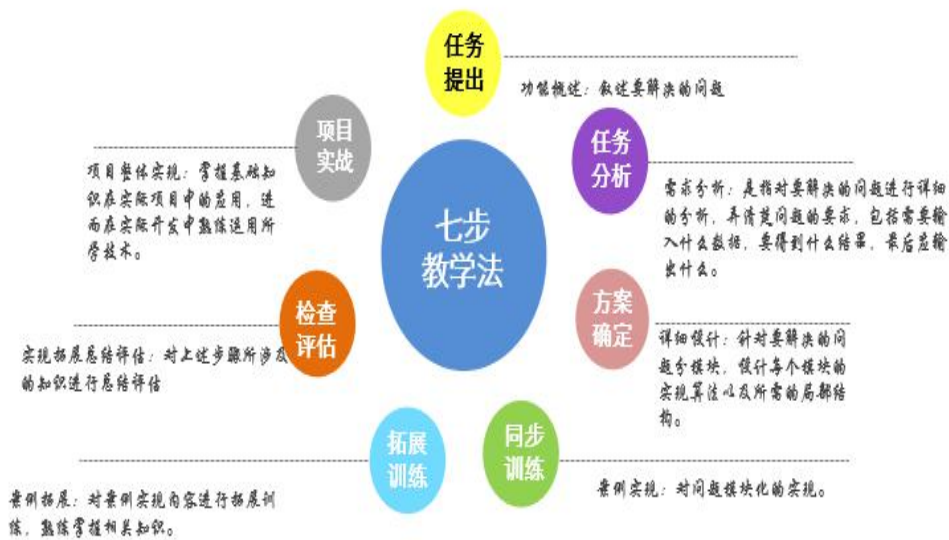 任务
提出
功能概述：叙述要解决的问题
任务
分析
需求分析：是指对要解决的问题进行详细
的分析，弄清楚问题的要求，包括需要输
入什么数据，要得到什么结果，最后应输
出什么。
方案
确定
详细设计：针对要解决的问
题分模块，设计每个模块的
实现算法以及所需的局部结
构。
同步
训练
案例实现：对问题模块化的实现。
拓展
训练
案例拓展：对案例实现内容进行拓展训
练，熟练掌握相关知识。
检查
评估
实现拓展总结评估：对上述步骤所涉及
的知识进行总结评估
项目
实战
项目整体实现：掌握基础知
识在实际项目中的应用，进
而在实际开发中熟练运用所
学技术。
七步
教学法